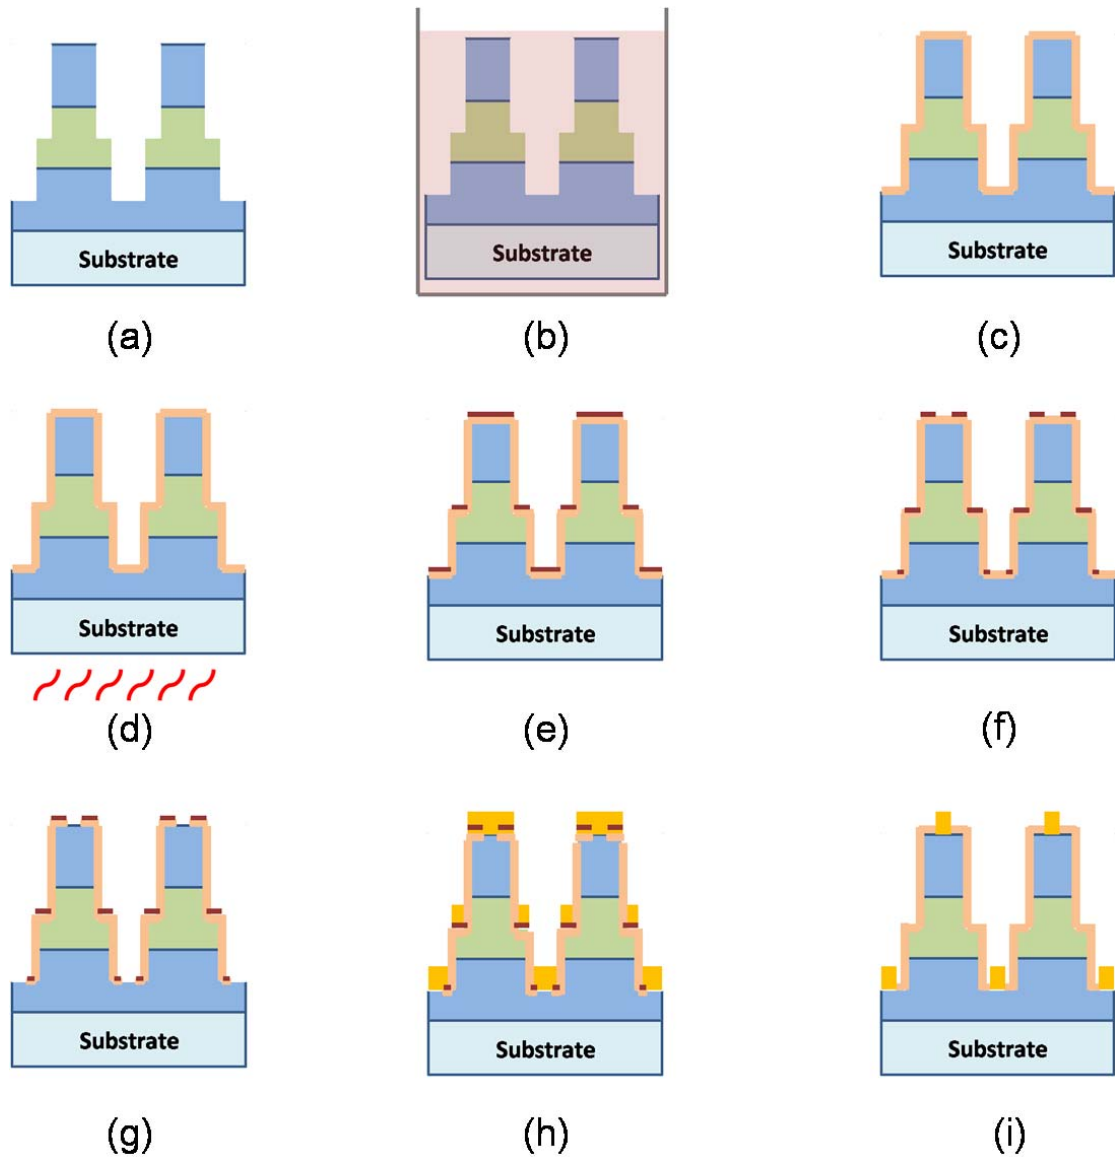 Substrate
Substrate
Substrate
(a)
(b)
(c)
Substrate
Substrate
Substrate
(d)
(e)
(f)
Substrate
Substrate
Substrate
(g)
(h)
(i)